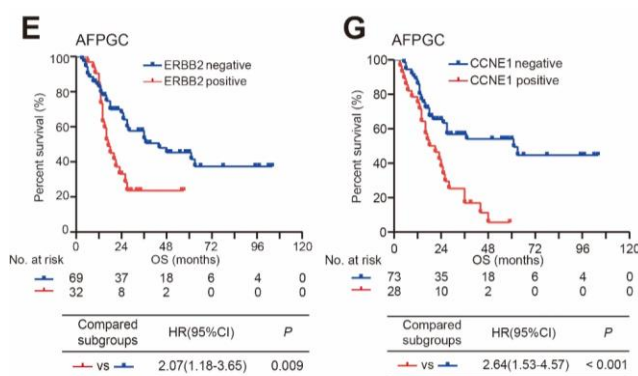 E
AFPGC
ERBB2 negative
ERBB2 positive
Percent survival (%)
100
80
60
40
20
0 24 48 72 96 120
OS (months)
No. at risk
69 37 18 6 4 0
32 8 2 0 0 0
Compared subgroups HR(95%CI) P
vs 2.07(1.18-3.65) 0.009
G
AFPGC
CCNE1 negative
CCNE1 positive
Percent survival (%)
100
80
60
40
20
0 24 48 72 96 120
OS (months)
No. at risk
73 35 18 6 4 0
28 10 2 0 0 0
Compared subgroups HR(95%CI) P
vs 2.64(1.53-4.57) < 0.001